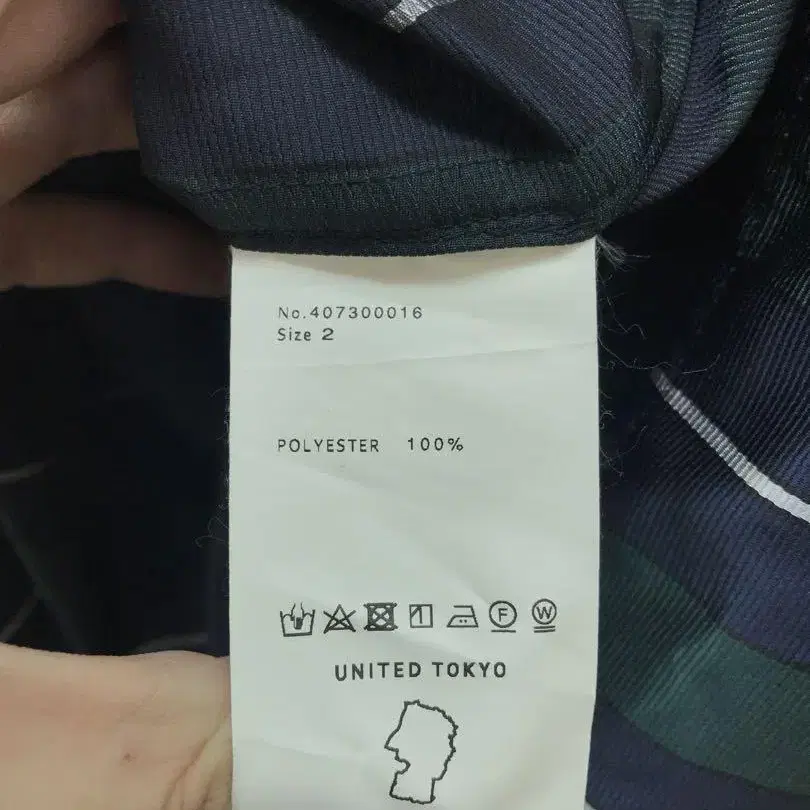 No.407300016
Size 2
POLYESTER 100%
F W
UNITED TOKYO